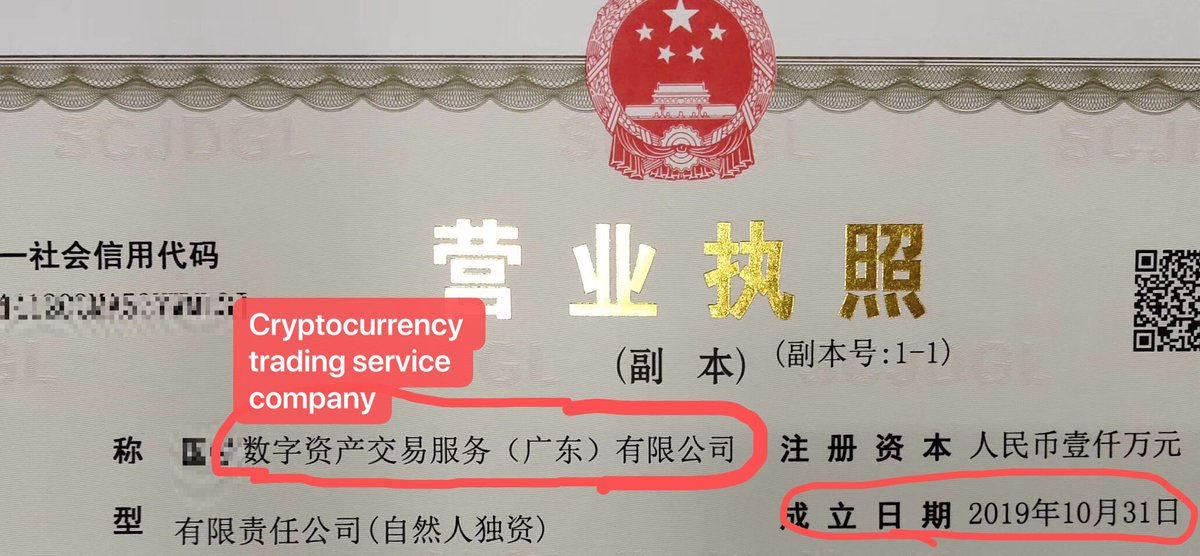 SCJDGL
SCJDGL
营业执照
一社会信用代码
(副 本) (副本号:1-1)
Cryptocurrency
trading service
company
称 数字资产交易服务（广东）有限公司
注册资本 人民币壹仟万元
型 有限责任公司(自然人独资)
成立日期 2019年10月31日